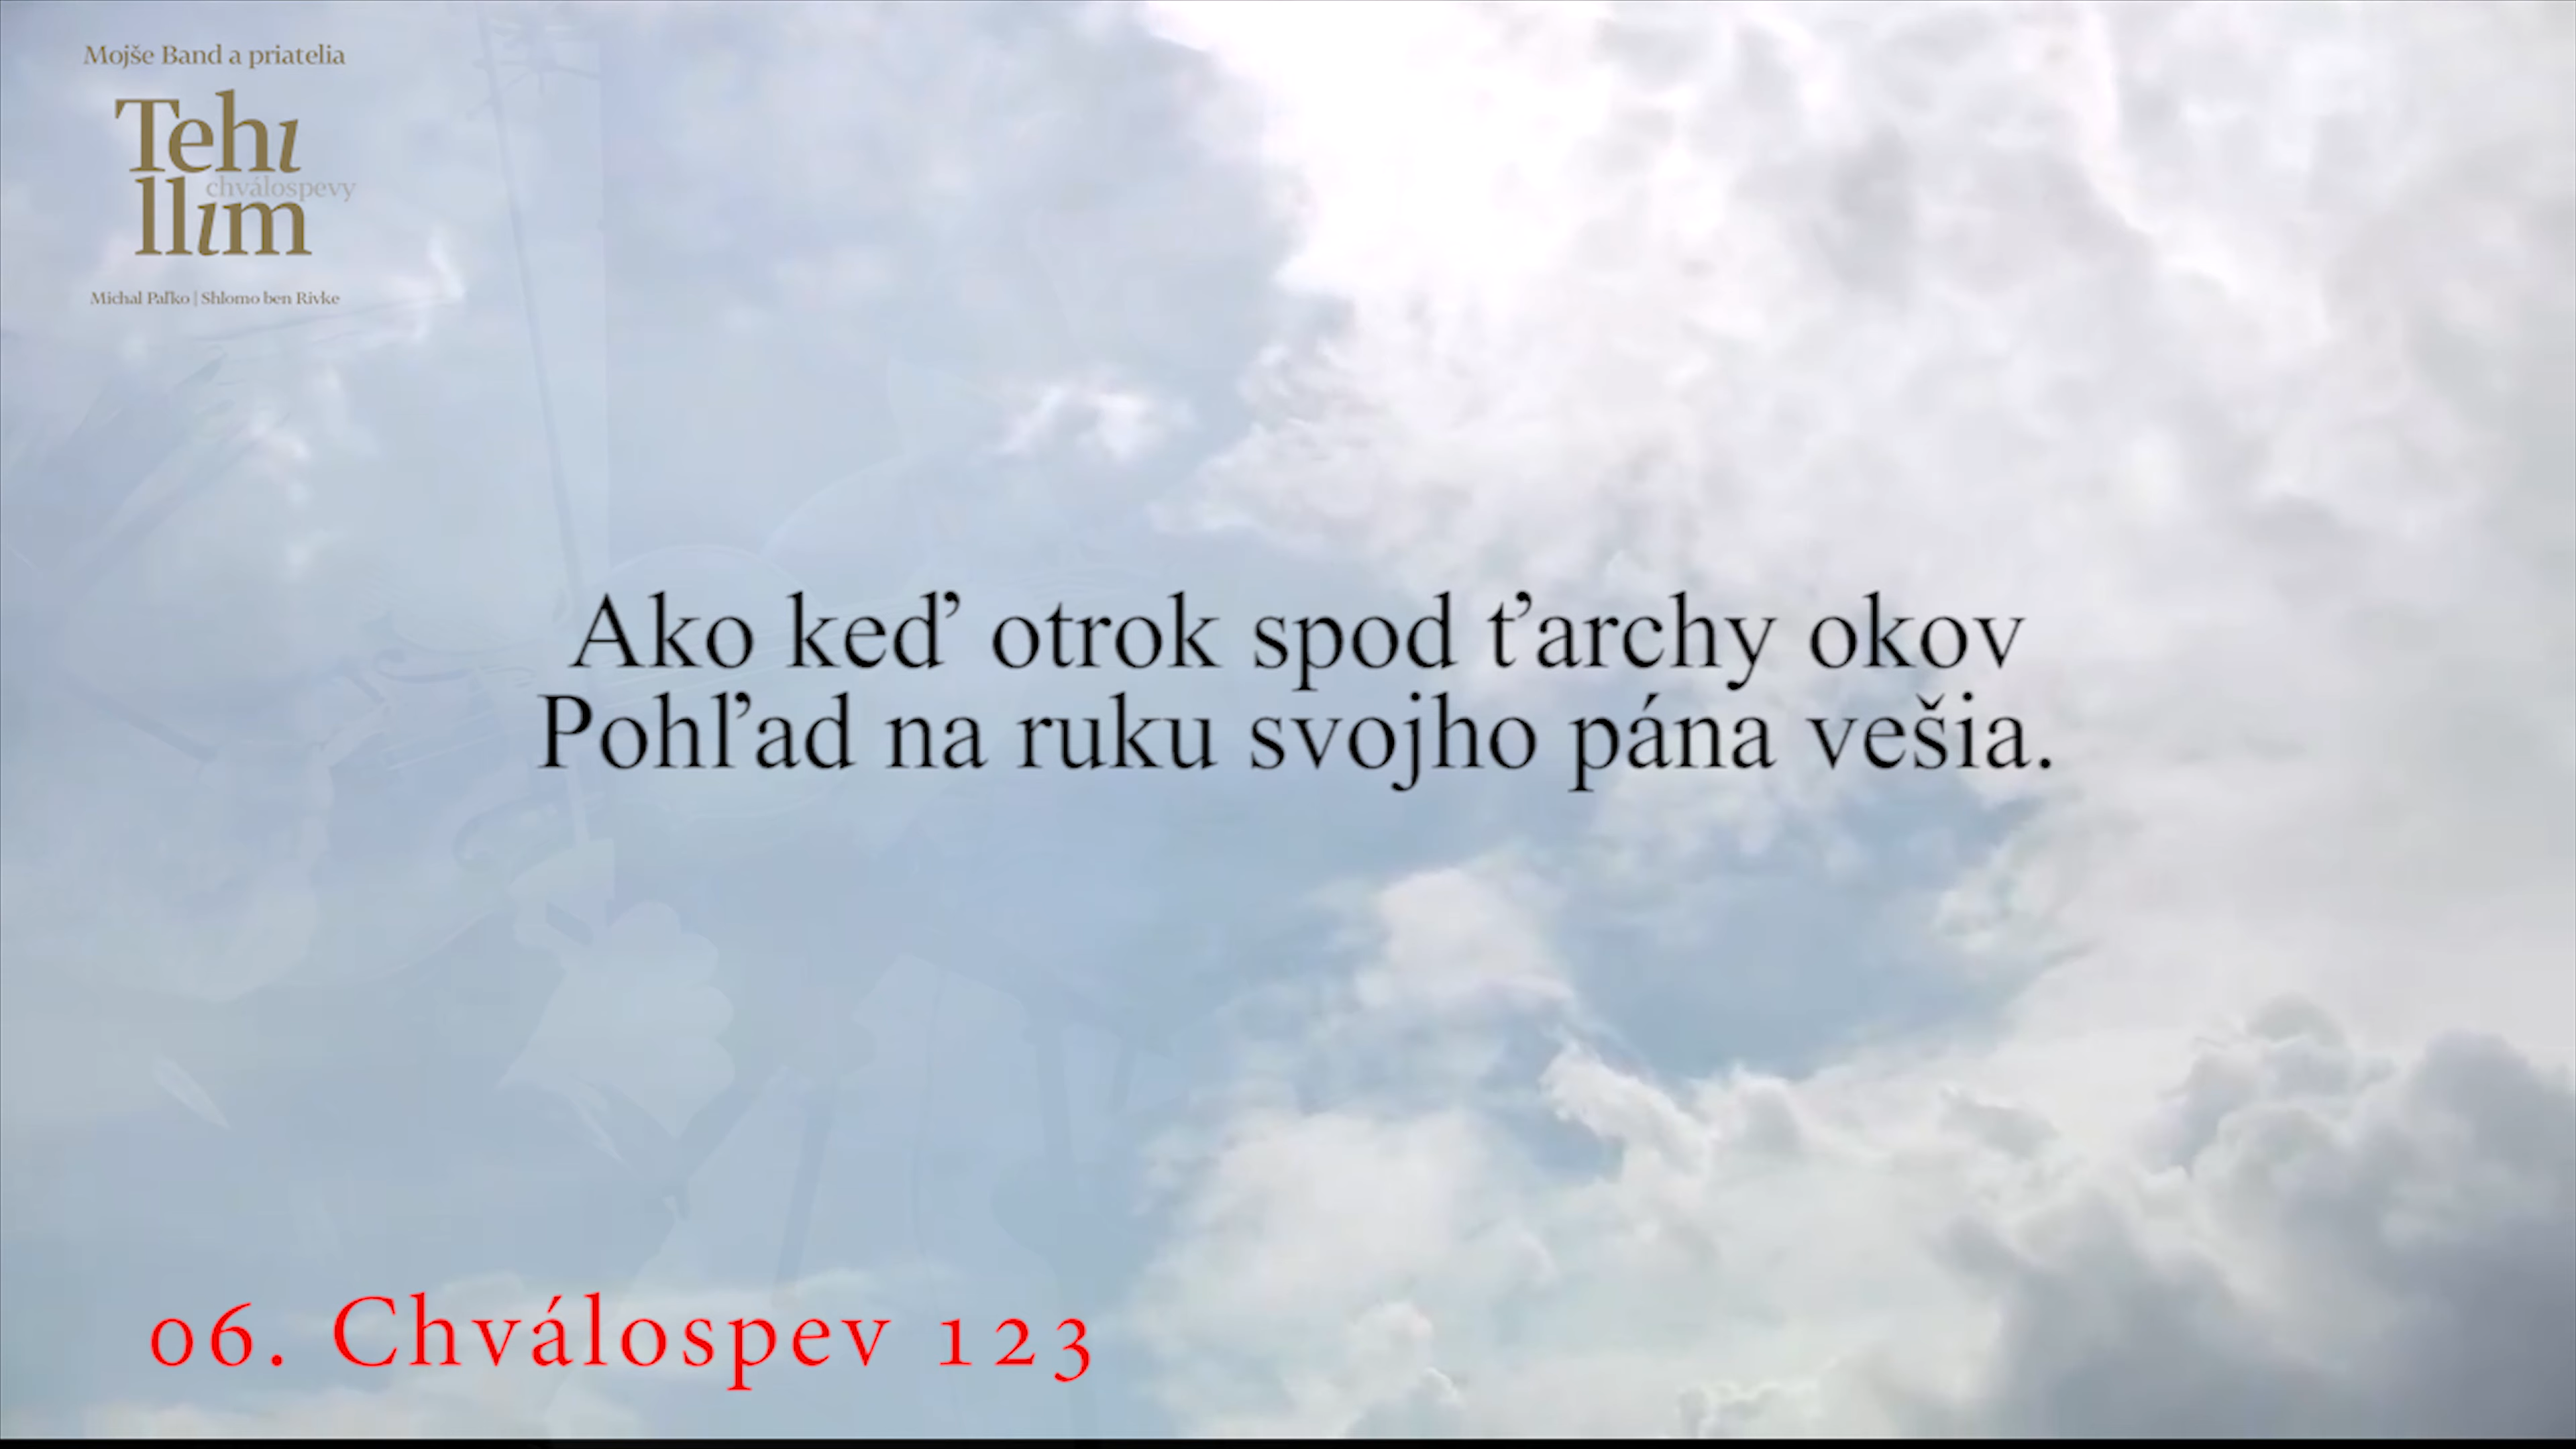 Mojše Band a priatelia
Tehi
chválospevy
llim
Michal Paľko | Shlomo ben Rivke
Ako keď otrok spod ťarchy okov
Pohľad na ruku svojho pána vešia.
06. Chválospev 123